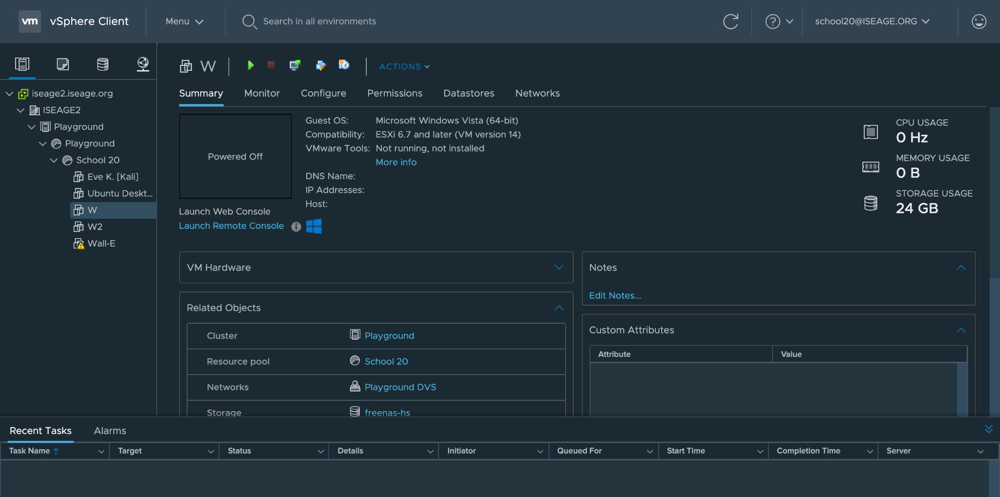 vm vSphere Client Menu Search in all environments ? school20@ISEAGE.ORG
iseage2.iseage.org
ISEAGE2
Playground
Playground
School 20
Eve K. [Kali]
Ubuntu Deskt...
W
W2
Wall-E
W ACTIONS
Summary Monitor Configure Permissions Datastores Networks
Powered Off
Launch Web Console
Launch Remote Console
Guest OS: Microsoft Windows Vista (64-bit)
Compatibility: ESXi 6.7 and later (VM version 14)
VMware Tools: Not running, not installed
More info
DNS Name:
IP Addresses:
Host:
CPU USAGE
0 Hz
MEMORY USAGE
0 B
STORAGE USAGE
24 GB
VM Hardware
Related Objects
Cluster Playground
Resource pool School 20
Networks Playground DVS
Storage freenas-hs
Notes
Edit Notes...
Custom Attributes
Attribute Value
Recent Tasks Alarms
Task Name Target Status Details Initiator Queued For Start Time Completion Time Server